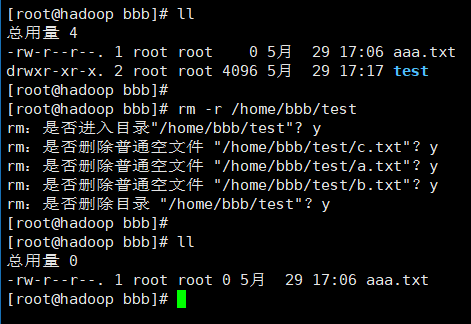 [root@hadoop bbb]# ll
总用量 4
-rw-r--r--. 1 root root    0 5月  29 17:06 aaa.txt
drwxr-xr-x. 2 root root 4096 5月  29 17:17 test
[root@hadoop bbb]#
[root@hadoop bbb]# rm -r /home/bbb/test
rm：是否进入目录"/home/bbb/test"? y
rm：是否删除普通空文件 "/home/bbb/test/c.txt"？y
rm：是否删除普通空文件 "/home/bbb/test/a.txt"？y
rm：是否删除普通空文件 "/home/bbb/test/b.txt"？y
rm：是否删除目录 "/home/bbb/test"？y
[root@hadoop bbb]#
[root@hadoop bbb]# ll
总用量 0
-rw-r--r--. 1 root root 0 5月  29 17:06 aaa.txt
[root@hadoop bbb]#